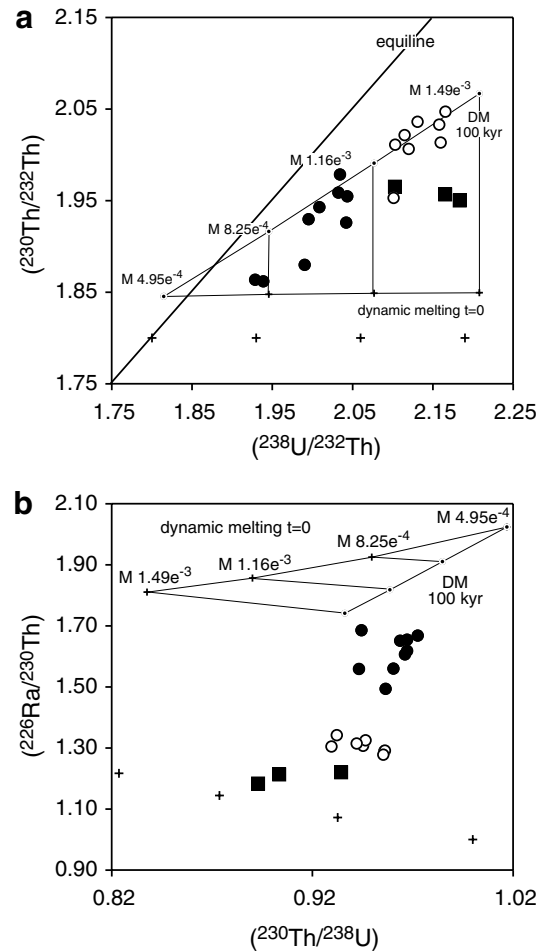 a
2.15
2.05
1.95
1.85
1.75
equiline
M 1.49e⁻³
DM
100 kyr
M 1.16e⁻³
M 8.25e⁻⁴
M 4.95e⁻⁴
dynamic melting t=0
1.75 1.85 1.95 2.05 2.15 2.25
(²³⁸U/²³²Th)
(²³⁰Th/²³²Th)
b
2.10
1.90
1.70
1.50
1.30
1.10
0.90
dynamic melting t=0
M 4.95e⁻⁴
M 8.25e⁻⁴
M 1.16e⁻³
M 1.49e⁻³
DM
100 kyr
0.82 0.92 1.02
(²³⁰Th/²³⁸U)
(²²⁶Ra/²³⁰Th)